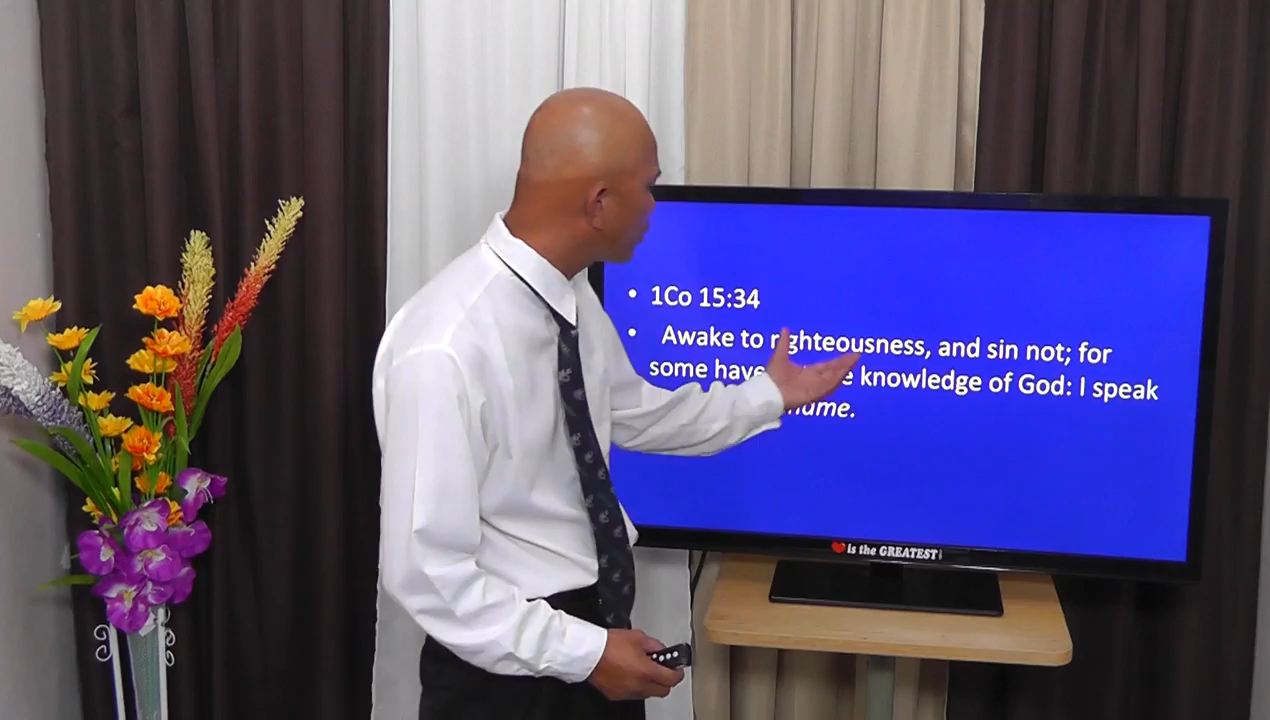 • 1Co 15:34
• Awake to righteousness, and sin not; for
some have knowledge of God: I speak
is the GREATEST!